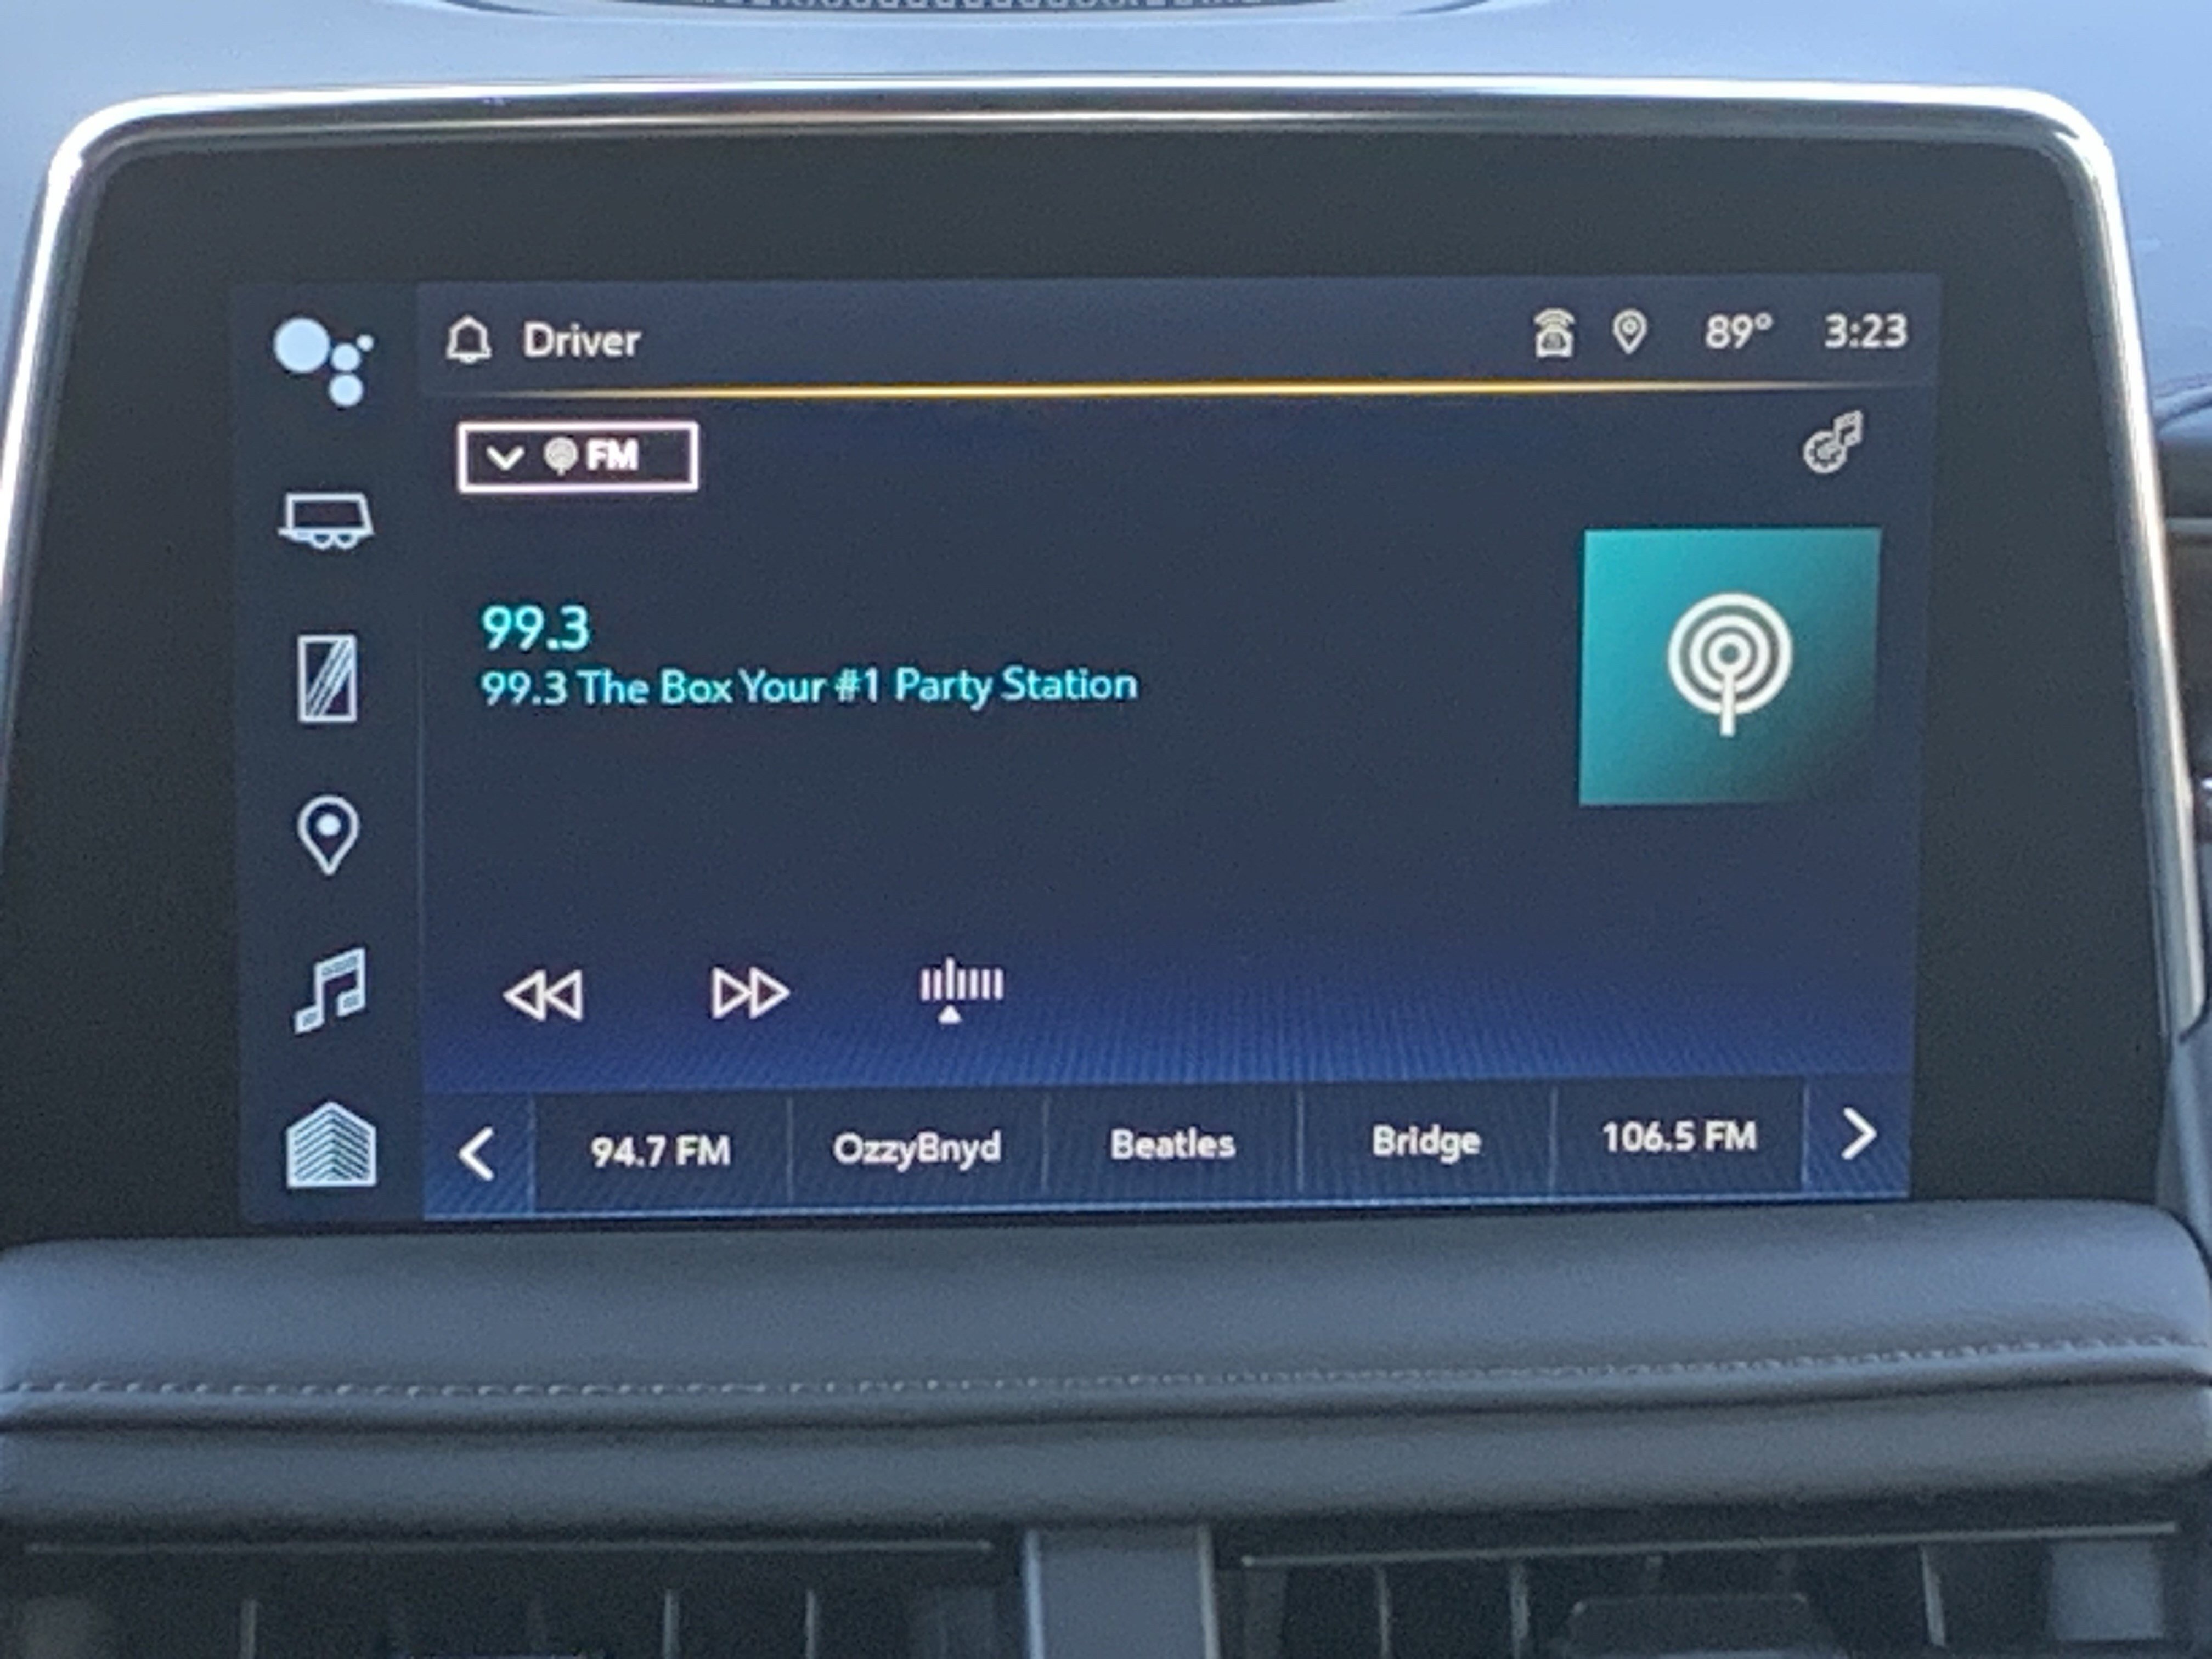 Driver 89° 3:23
FM
99.3
99.3 The Box Your #1 Party Station
94.7 FM OzzyBnyd Beatles Bridge 106.5 FM